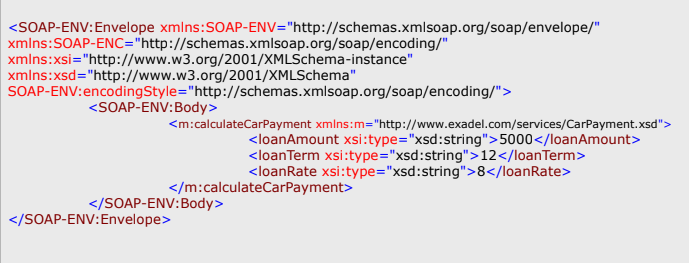 <SOAP-ENV:Envelope xmlns:SOAP-ENV="http://schemas.xmlsoap.org/soap/envelope/"
xmlns:SOAP-ENC="http://schemas.xmlsoap.org/soap/encoding/"
xmlns:xsi="http://www.w3.org/2001/XMLSchema-instance"
xmlns:xsd="http://www.w3.org/2001/XMLSchema"
SOAP-ENV:encodingStyle="http://schemas.xmlsoap.org/soap/encoding/">
<SOAP-ENV:Body>
<m:calculateCarPayment xmlns:m="http://www.exadel.com/services/CarPayment.xsd">
<loanAmount xsi:type="xsd:string">5000</loanAmount>
<loanTerm xsi:type="xsd:string">12</loanTerm>
<loanRate xsi:type="xsd:string">8</loanRate>
</m:calculateCarPayment>
</SOAP-ENV:Body>
</SOAP-ENV:Envelope>